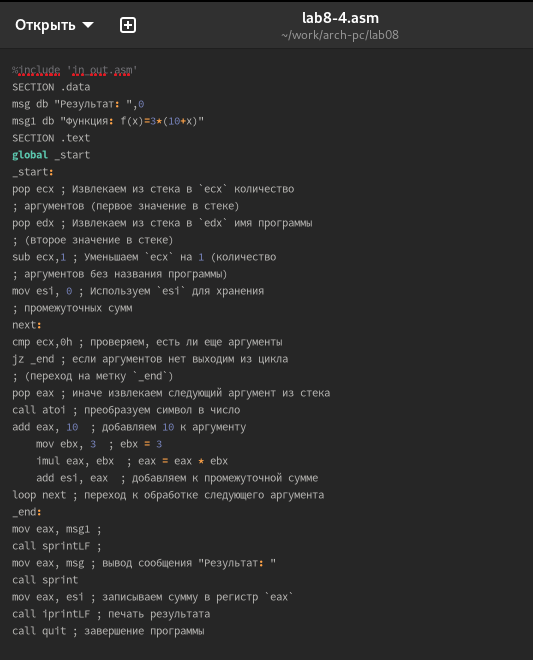 Открыть
lab8-4.asm
~/work/arch-pc/lab08
%include 'in_out.asm'
SECTION .data
msg db "Результат: ",0
msg1 db "Функция: f(x)=3*(10+x)"
SECTION .text
global _start
_start:
pop ecx ; Извлекаем из стека в `ecx` количество
; аргументов (первое значение в стеке)
pop edx ; Извлекаем из стека в `edx` имя программы
; (второе значение в стеке)
sub ecx,1 ; Уменьшаем `ecx` на 1 (количество
; аргументов без названия программы)
mov esi, 0 ; Используем `esi` для хранения
; промежуточных сумм
next:
cmp ecx,0h ; проверяем, есть ли еще аргументы
jz _end ; если аргументов нет выходим из цикла
; (переход на метку `_end`)
pop eax ; иначе извлекаем следующий аргумент из стека
call atoi ; преобразуем символ в число
add eax, 10  ; добавляем 10 к аргументу
    mov ebx, 3  ; ebx = 3
    imul eax, ebx  ; eax = eax * ebx
    add esi, eax  ; добавляем к промежуточной сумме
loop next ; переход к обработке следующего аргумента
_end:
mov eax, msg1 ;
call sprintLF ;
mov eax, msg ; вывод сообщения "Результат: "
call sprint
mov eax, esi ; записываем сумму в регистр `eax`
call iprintLF ; печать результата
call quit ; завершение программы